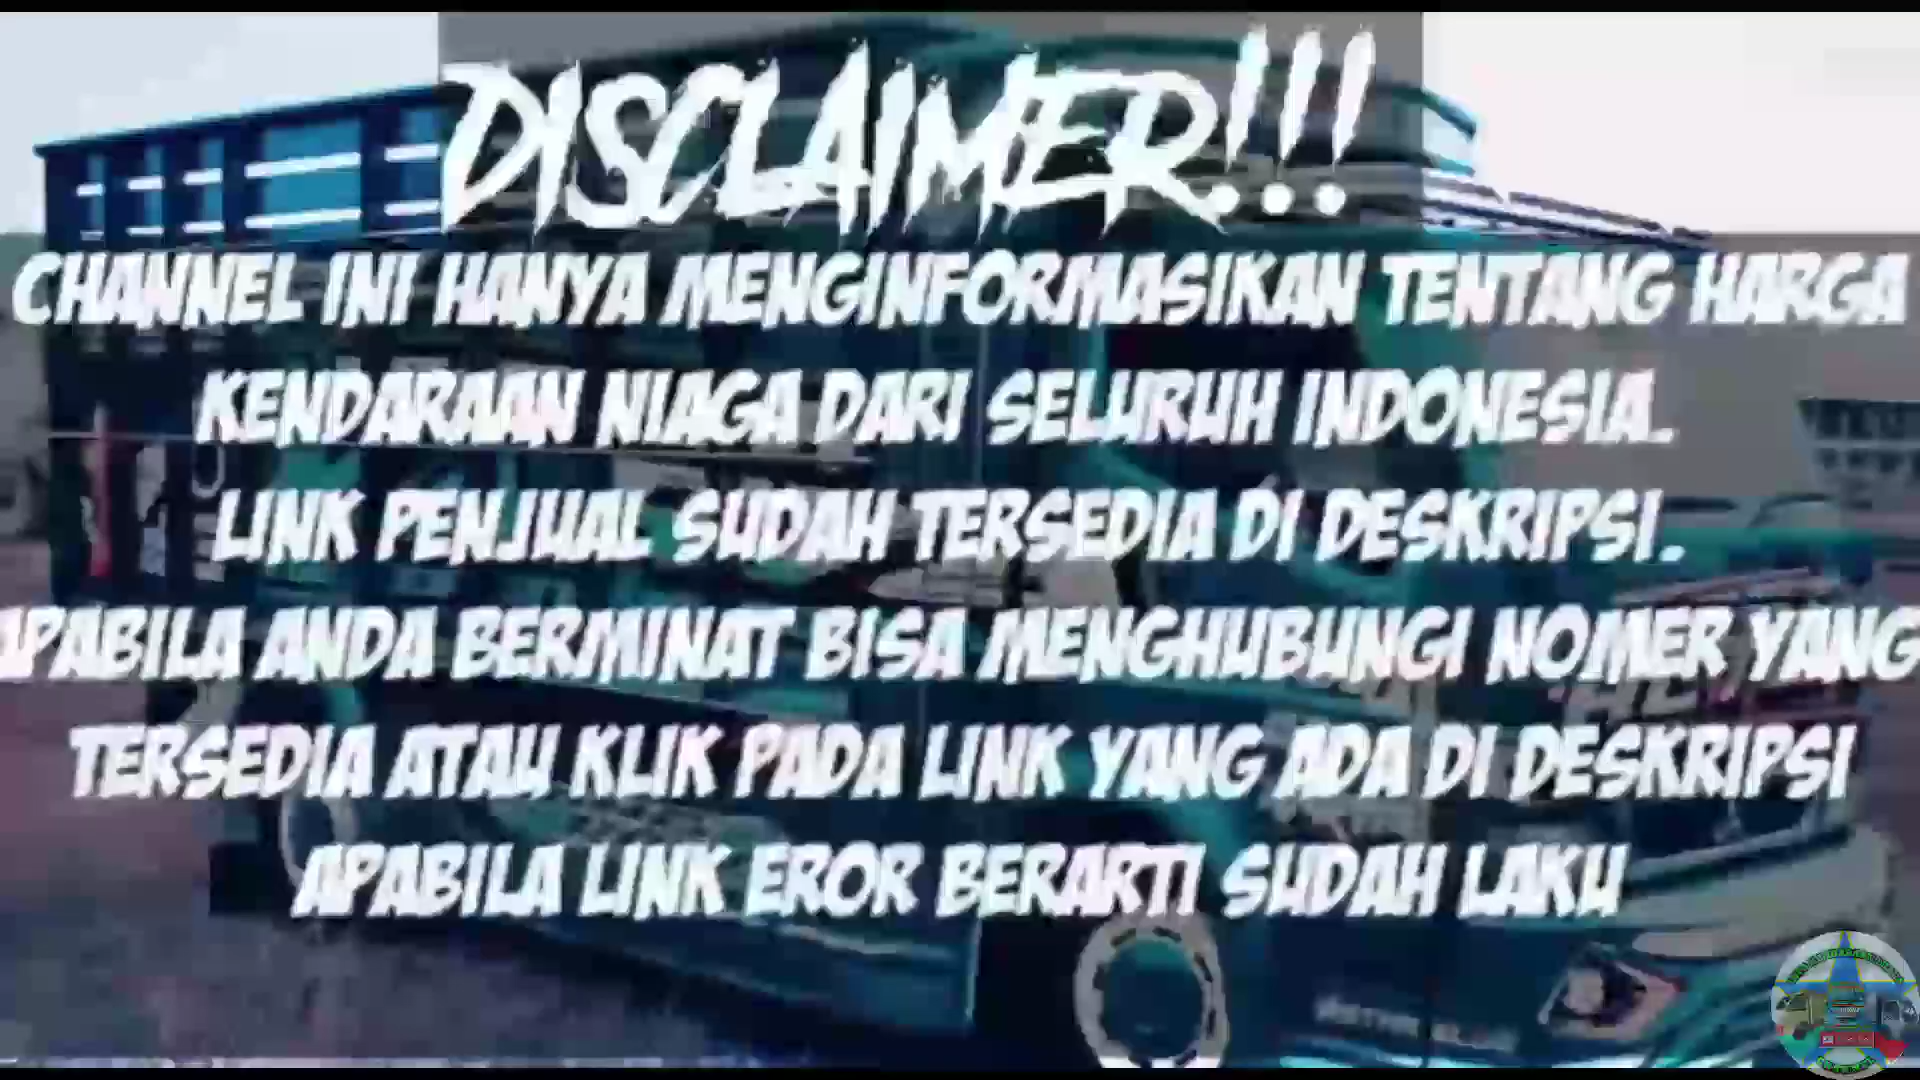 DISCLAIMER!!!
CHANNEL INI HANYA MENGINFORMASIKAN TENTANG HARGA
KENDARAAN NIAGA DARI SELURUH INDONESIA.
LINK PENJUAL SUDAH TERSEDIA DI DESKRIPSI.
APABILA ANDA BERMINAT BISA MENGHUBUNGI NOMER YANG
TERSEDIA ATAU KLIK PADA LINK YANG ADA DI DESKRIPSI
APABILA LINK EROR BERARTI SUDAH LAKU